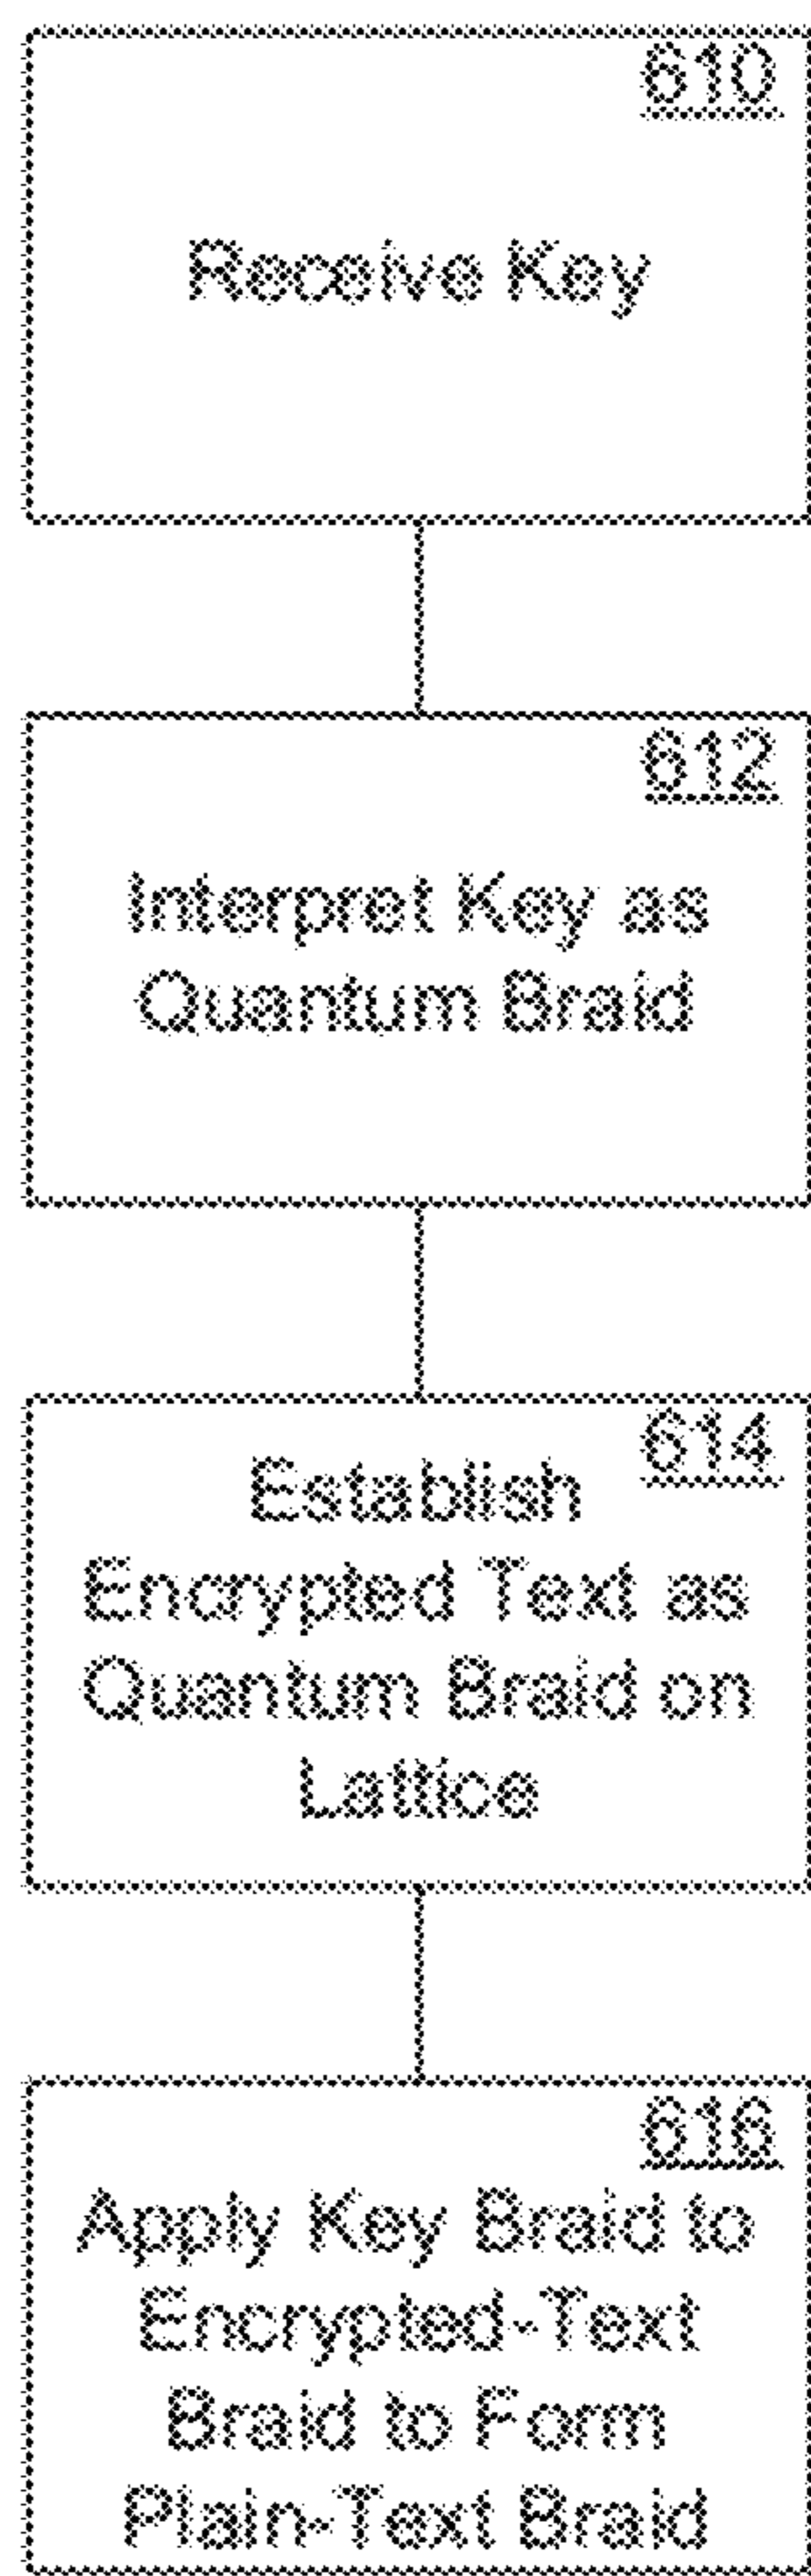 610
Receive Key
612
Interpret Key as
Quantum Braid
614
Establish
Encrypted Text as
Quantum Braid on
Lattice
616
Apply Key Braid to
Encrypted-Text
Braid to Form
Plain-Text Braid